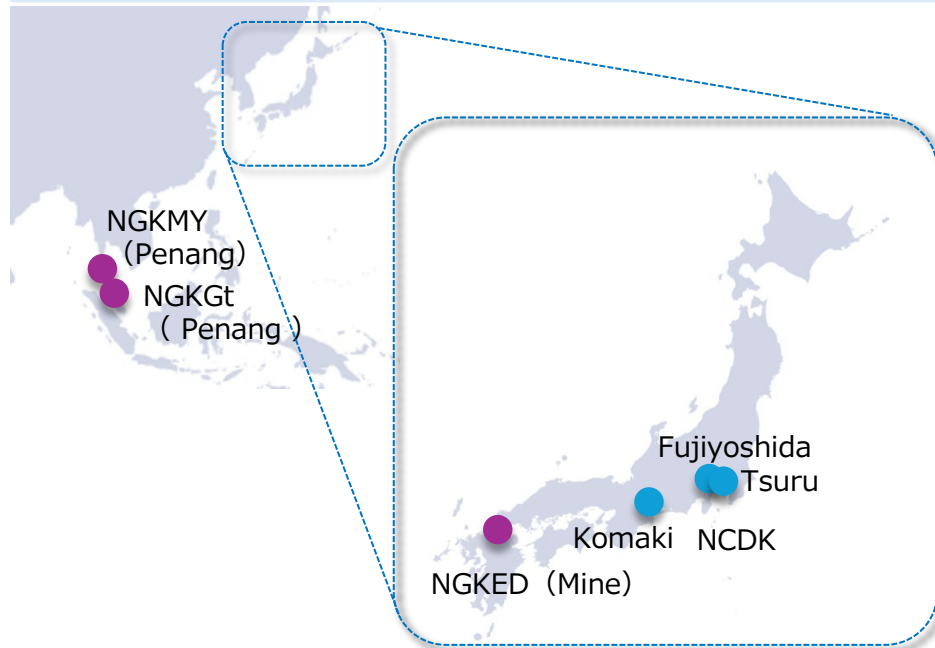 NGKMY
（Penang）
NGKGt
（ Penang ）
Fujiyoshida
Tsuru
Komaki
NCDK
NGKED（Mine）